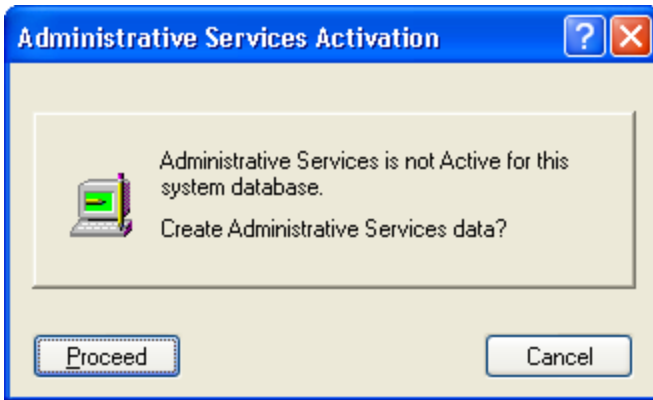 Administrative Services Activation
Administrative Services is not Active for this
system database.
Create Administrative Services data?
Proceed
Cancel